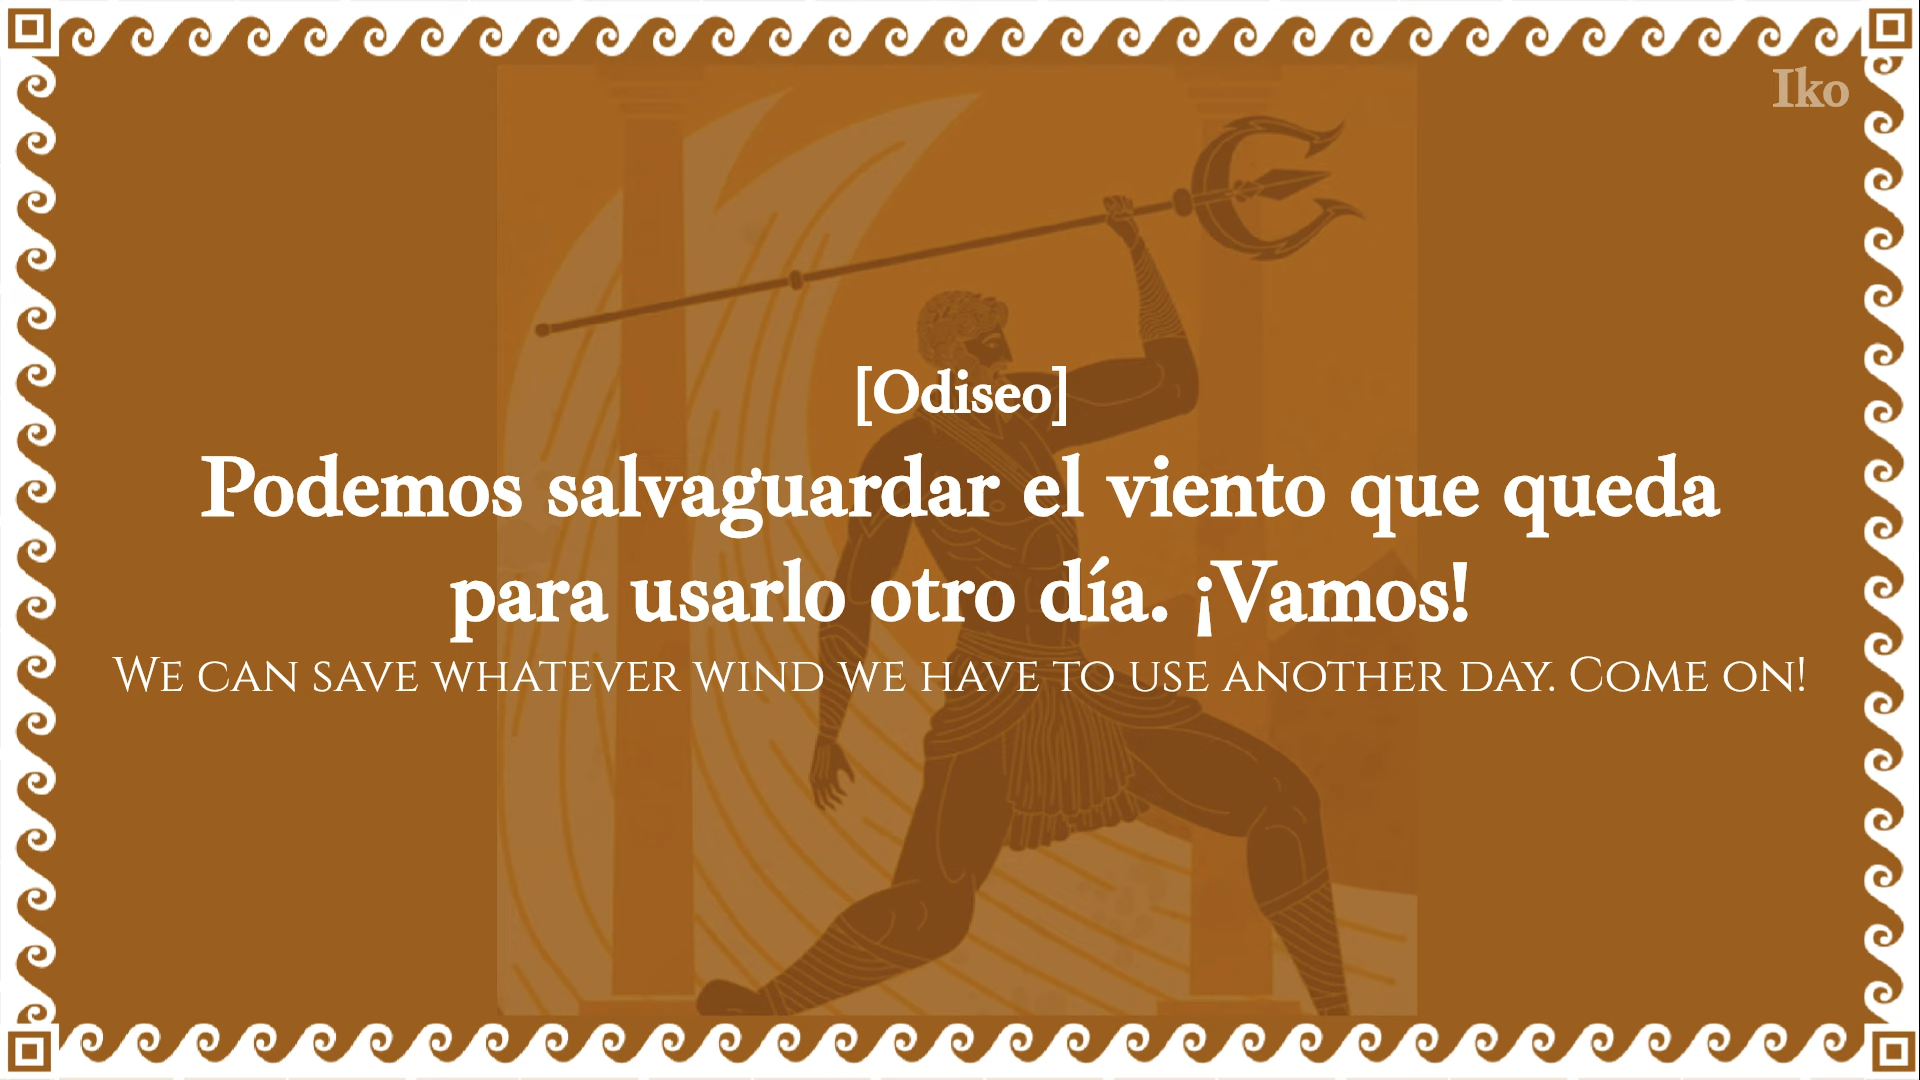 Iko
[Odiseo]
Podemos salvaguardar el viento que queda
para usarlo otro día. ¡Vamos!
We can save whatever wind we have to use another day. Come on!